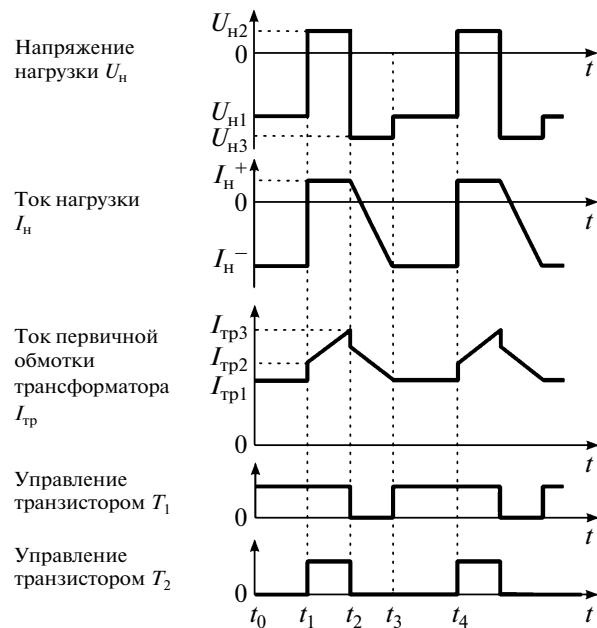 Напряжение
нагрузки Uн
Uн2
0
Uн1
Uн3
t
Ток нагрузки
Iн
Iн+
0
Iн−
t
Ток первичной
обмотки
трансформатора
Iтр
Iтр3
Iтр2
Iтр1
0
t
Управление
транзистором T1
0
t
Управление
транзистором T2
0
t
t0 t1 t2 t3 t4